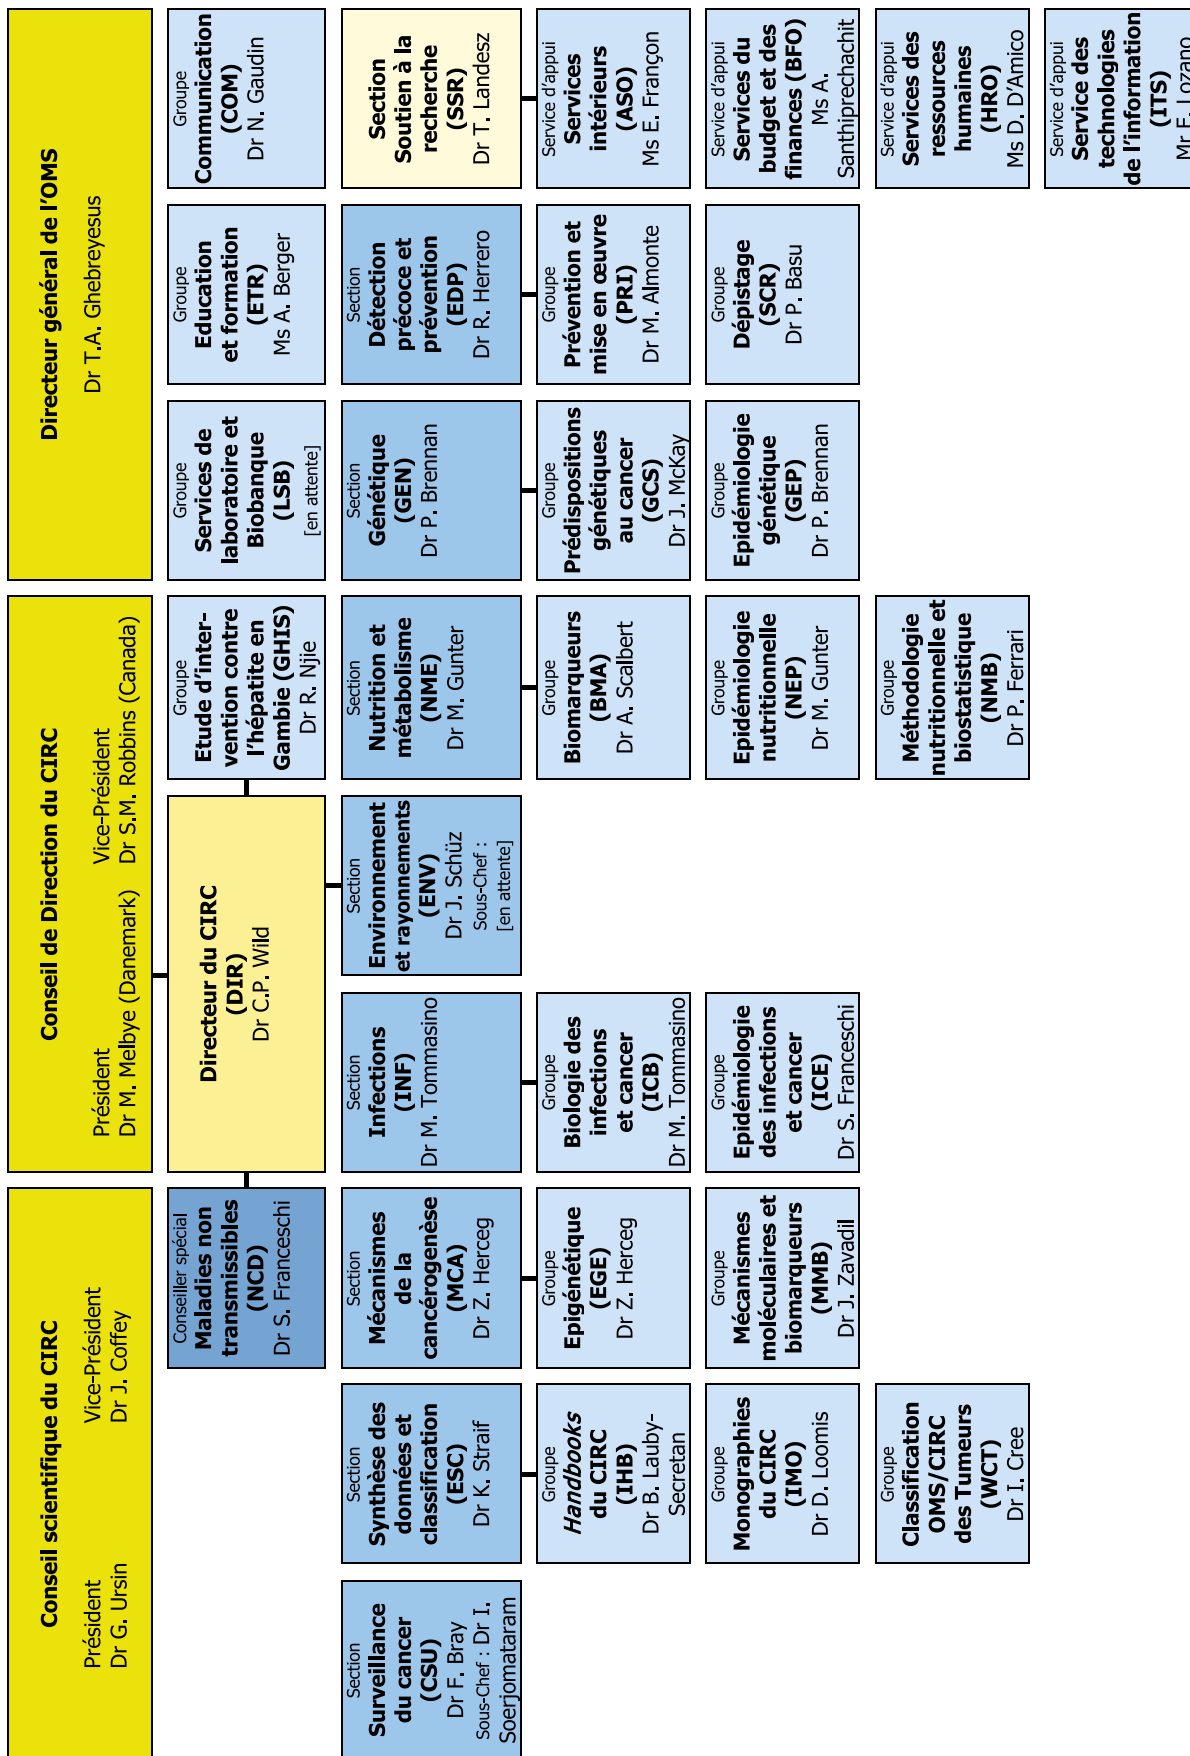 Conseil scientifique du CIRC
Président
Dr G. Ursin
Vice-Président
Dr J. Coffey
Conseil de Direction du CIRC
Président
Dr M. Melbye (Danemark)
Vice-Président
Dr S.M. Robbins (Canada)
Directeur général de l’OMS
Dr T.A. Ghebreyesus
Conseiller spécial
Maladies non
transmissibles
(NCD)
Dr S. Franceschi
Directeur du CIRC
(DIR)
Dr C.P. Wild
Groupe
Etude d’inter-
vention contre
l’hépatite en
Gambie (GHIS)
Dr R. Njie
Groupe
Services de
laboratoire et
Biobanque
(LSB)
[en attente]
Groupe
Education
et formation
(ETR)
Ms A. Berger
Groupe
Communication
(COM)
Dr N. Gaudin
Section
Surveillance
du cancer
(CSU)
Dr F. Bray
Sous-Chef : Dr I.
Soerjomataram
Section
Synthèse des
données et
classification
(ESC)
Dr K. Straif
Section
Mécanismes
de la
cancérogenèse
(MCA)
Dr Z. Herceg
Section
Infections
(INF)
Dr M. Tommasino
Section
Environnement
et rayonnements
(ENV)
Dr J. Schüz
Sous-Chef :
[en attente]
Section
Nutrition et
métabolisme
(NME)
Dr M. Gunter
Section
Génétique
(GEN)
Dr P. Brennan
Section
Détection
précoce et
prévention
(EDP)
Dr R. Herrero
Section
Soutien à la
recherche
(SSR)
Dr T. Landesz
Groupe
Handbooks
du CIRC
(IHB)
Dr B. Lauby-
Secretan
Groupe
Epigénétique
(EGE)
Dr Z. Herceg
Groupe
Biologie des
infections
et cancer
(ICB)
Dr M. Tommasino
Groupe
Biomarqueurs
(BMA)
Dr A. Scalbert
Groupe
Prédispositions
génétiques
au cancer
(GCS)
Dr J. McKay
Groupe
Prévention et
mise en œuvre
(PRI)
Dr M. Almonte
Service d’appui
Services
intérieurs
(ASO)
Ms E. Françon
Groupe
Monographies
du CIRC
(IMO)
Dr D. Loomis
Groupe
Mécanismes
moléculaires et
biomarqueurs
(MMB)
Dr J. Zavadil
Groupe
Epidémiologie
des infections
et cancer
(ICE)
Dr S. Franceschi
Groupe
Epidémiologie
nutritionnelle
(NEP)
Dr M. Gunter
Groupe
Epidémiologie
génétique
(GEP)
Dr P. Brennan
Groupe
Dépistage
(SCR)
Dr P. Basu
Service d’appui
Services du
budget et des
finances (BFO)
Ms A.
Santhiprechachit
Groupe
Classification
OMS/CIRC
des Tumeurs
(WCT)
Dr I. Cree
Groupe
Méthodologie
nutritionnelle et
biostatistique
(NMB)
Dr P. Ferrari
Service d’appui
Services des
ressources
humaines
(HRO)
Ms D. D’Amico
Service d’appui
Service des
technologies
de l’information
(ITS)
Mr F. Lozano